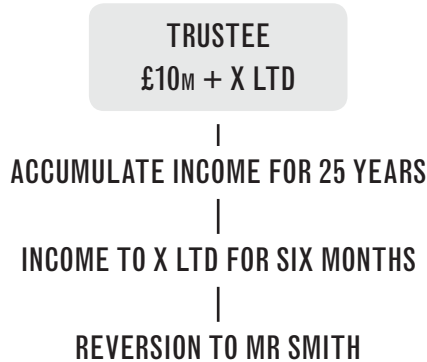 TRUSTEE
£10M + X LTD
ACCUMULATE INCOME FOR 25 YEARS
INCOME TO X LTD FOR SIX MONTHS
REVERSION TO MR SMITH